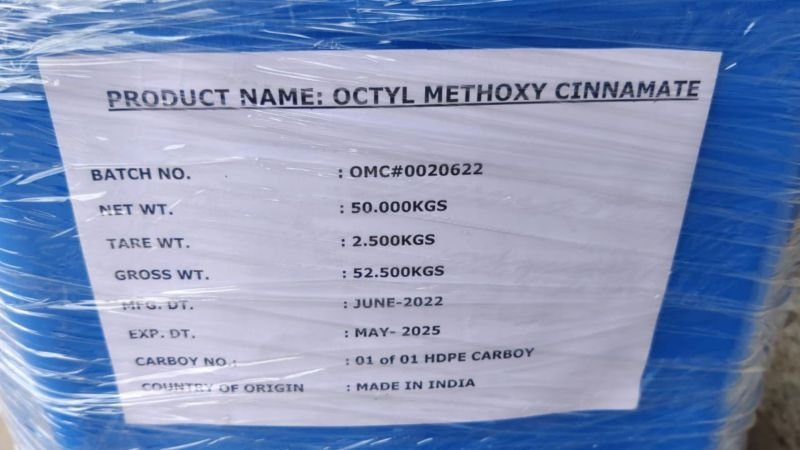 PRODUCT NAME: OCTYL METHOXY CINNAMATE
BATCH NO. : OMC#0020622
NET WT. : 50.000KGS
TARE WT. : 2.500KGS
GROSS WT. : 52.500KGS
MFG. DT. : JUNE-2022
EXP. DT. : MAY- 2025
CARBOY NO.: : 01 of 01 HDPE CARBOY
COUNTRY OF ORIGIN : MADE IN INDIA